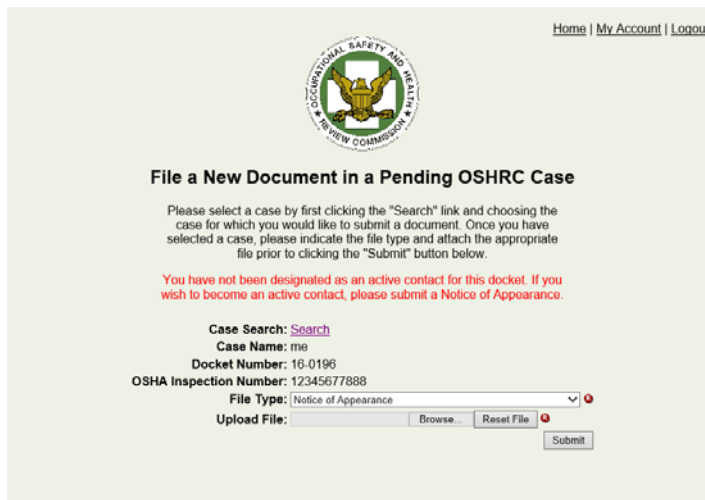 Home | My Account | Logou
OCCUPATIONAL SAFETY AND HEALTH
REVIEW COMMISSION
File a New Document in a Pending OSHRC Case
Please select a case by first clicking the "Search" link and choosing the
case for which you would like to submit a document. Once you have
selected a case, please indicate the file type and attach the appropriate
file prior to clicking the "Submit" button below.
You have not been designated as an active contact for this docket. If you
wish to become an active contact, please submit a Notice of Appearance.
Case Search: Search
Case Name: me
Docket Number: 16-0196
OSHA Inspection Number: 12345677888
File Type: Notice of Appearance
Upload File: Browse... Reset File
Submit